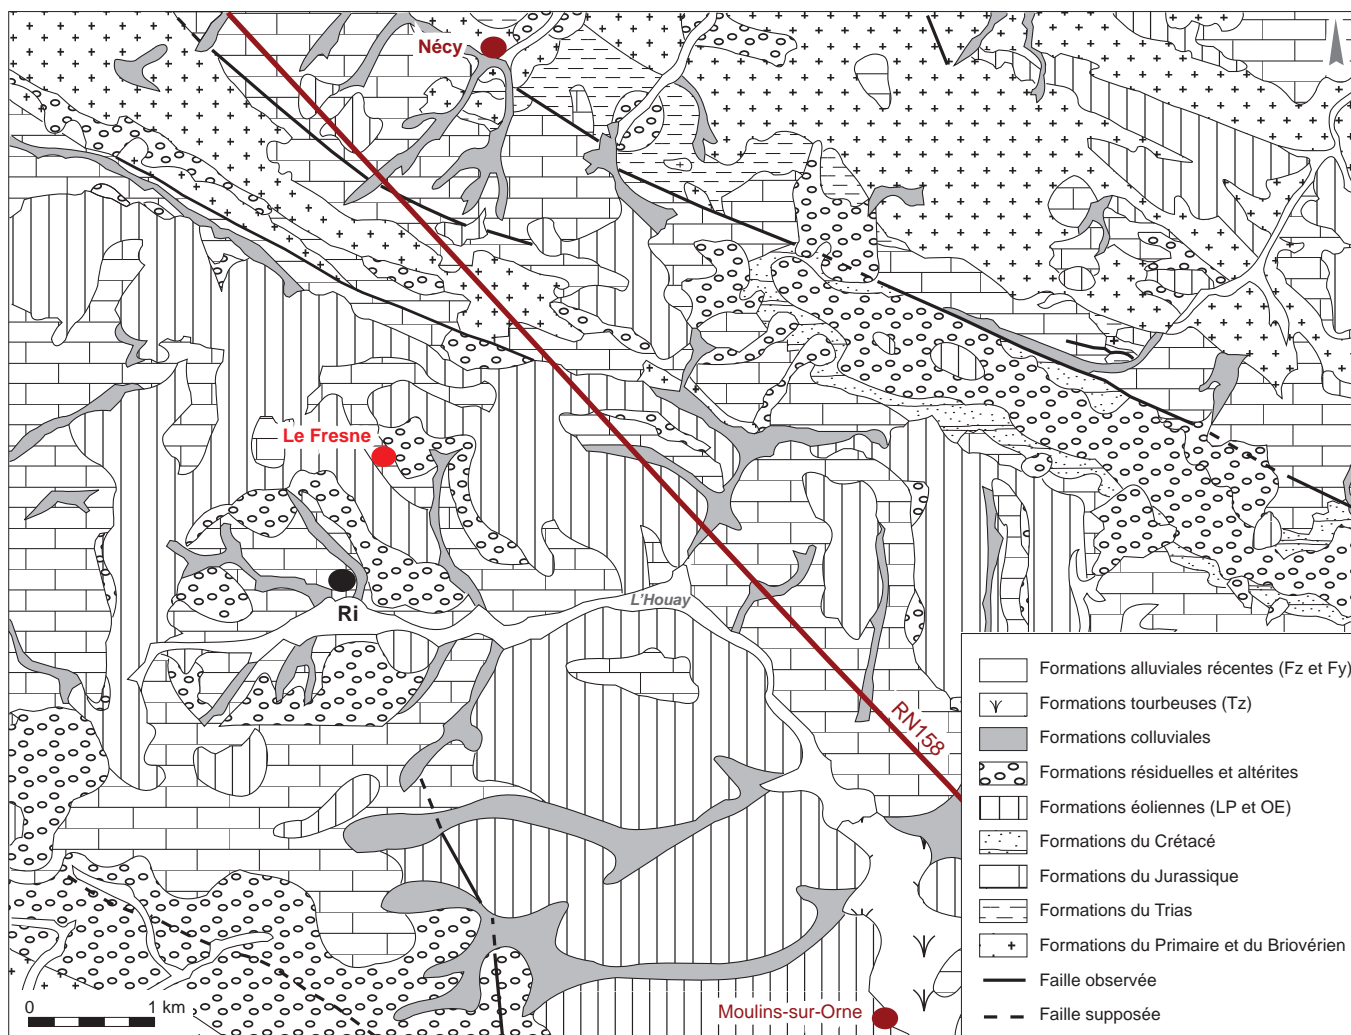 Nécy
Le Fresne
Ri
L'Houay
RN158
Moulins-sur-Orne
0 1 km
Formations alluviales récentes (Fz et Fy)
Formations tourbeuses (Tz)
Formations colluviales
Formations résiduelles et altérites
Formations éoliennes (LP et OE)
Formations du Crétacé
Formations du Jurassique
Formations du Trias
Formations du Primaire et du Briovérien
Faille observée
Faille supposée